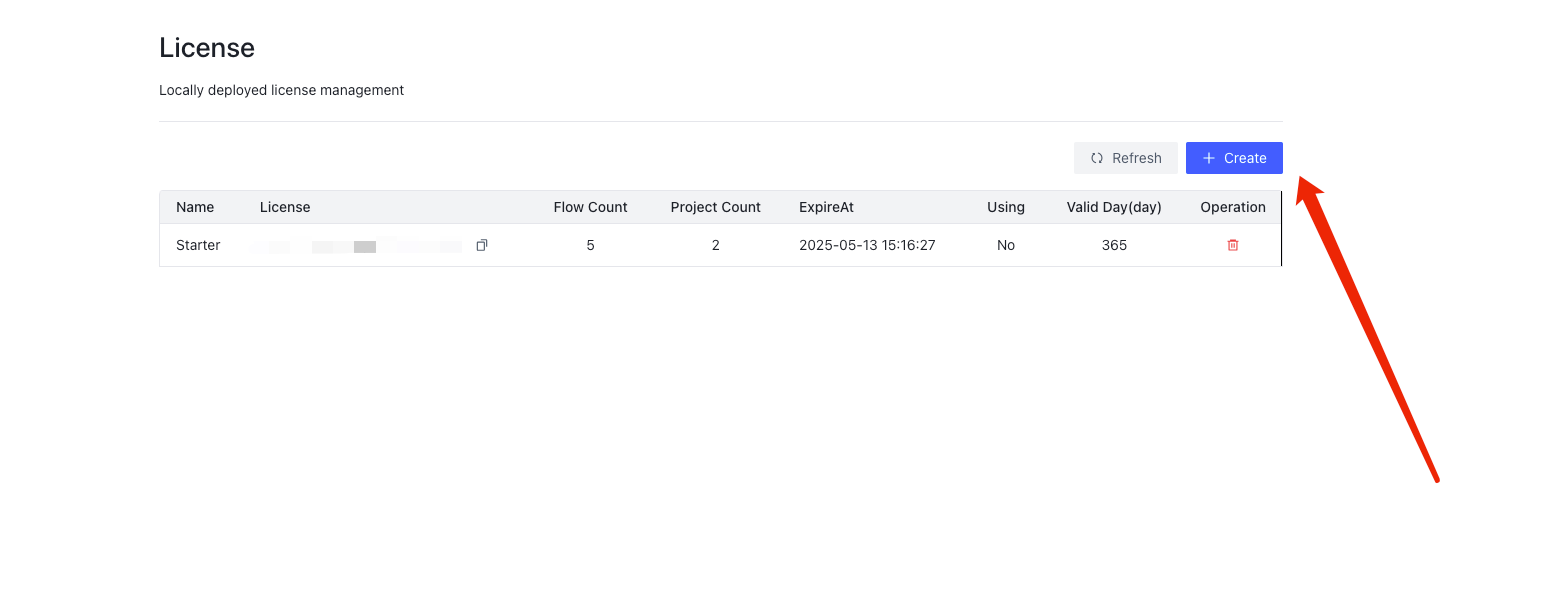 License
Locally deployed license management
Refresh
Create
Name License Flow Count Project Count ExpireAt Using Valid Day(day) Operation
Starter 5 2 2025-05-13 15:16:27 No 365